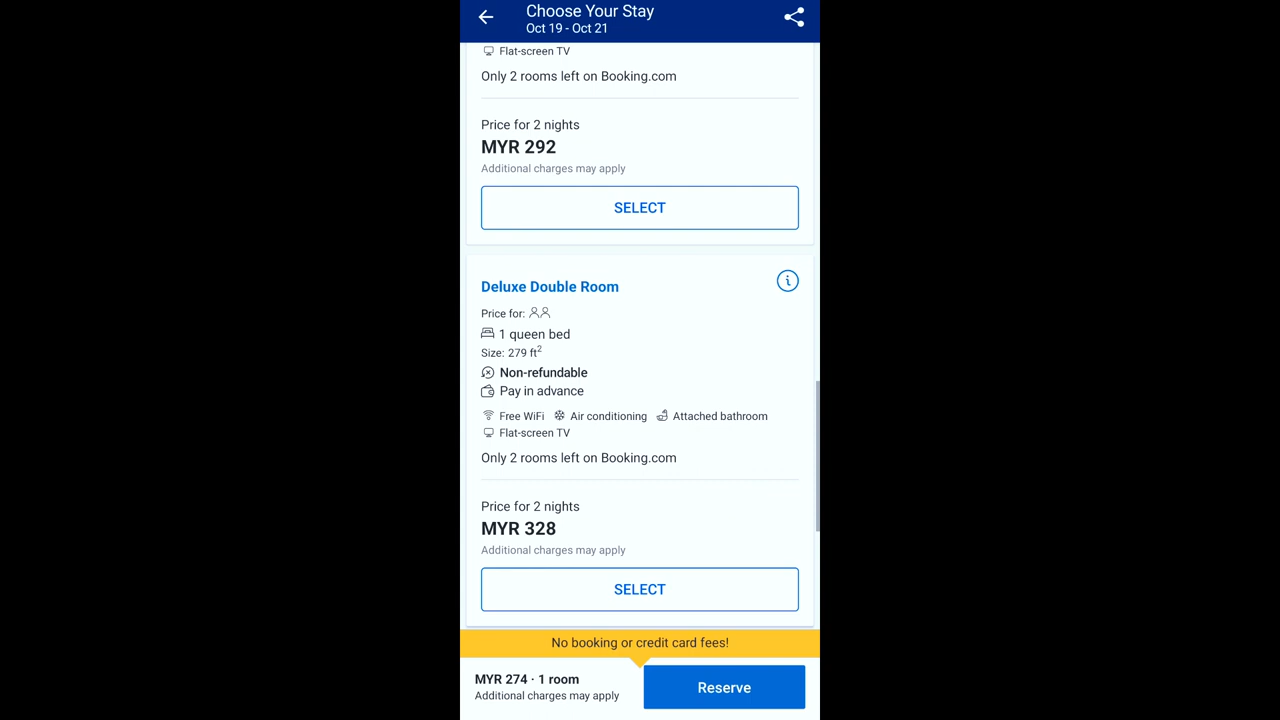 Choose Your Stay
Oct 19 - Oct 21
Flat-screen TV
Only 2 rooms left on Booking.com
Price for 2 nights
MYR 292
Additional charges may apply
SELECT
Deluxe Double Room
Price for:
1 queen bed
Size: 279 ft²
Non-refundable
Pay in advance
Free WiFi Air conditioning Attached bathroom
Flat-screen TV
Only 2 rooms left on Booking.com
Price for 2 nights
MYR 328
Additional charges may apply
SELECT
No booking or credit card fees!
MYR 274 · 1 room
Additional charges may apply
Reserve